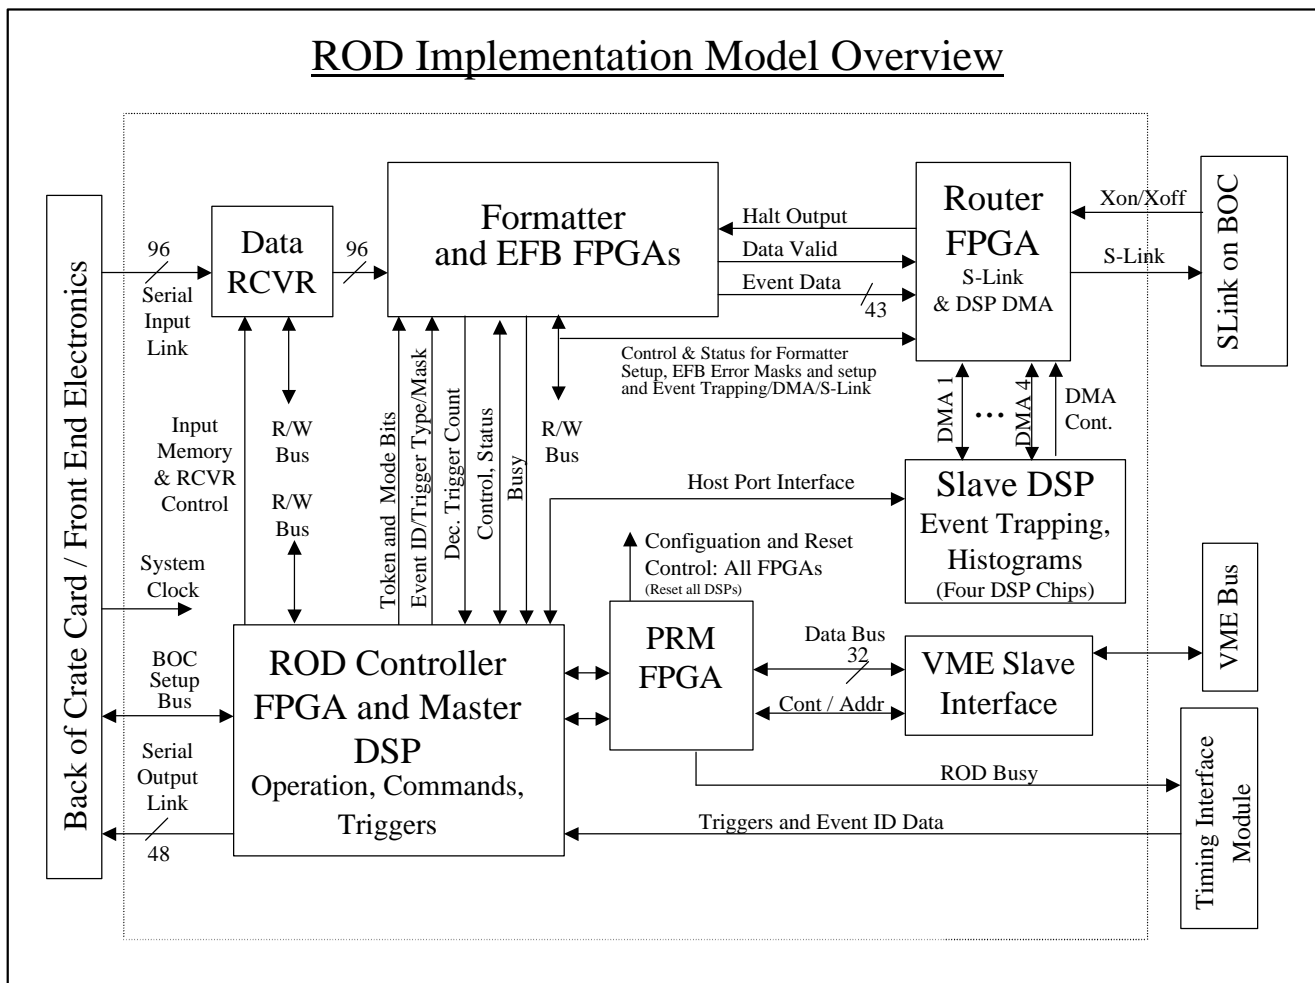 ROD Implementation Model Overview
Back of Crate Card / Front End Electronics
96
Serial
Input
Link
Data
RCVR
96
Formatter
and EFB FPGAs
Halt Output
Data Valid
Event Data
43
Router
FPGA
S-Link
& DSP DMA
Xon/Xoff
S-Link
SLink on BOC
Control & Status for Formatter
Setup, EFB Error Masks and setup
and Event Trapping/DMA/S-Link
Input
Memory
& RCVR
Control
R/W
Bus
R/W
Bus
Token and Mode Bits
Event ID/Trigger Type/Mask
Dec. Trigger Count
Control, Status
Busy
R/W
Bus
DMA 1
...
DMA 4
DMA
Cont.
Host Port Interface
Slave DSP
Event Trapping,
Histograms
(Four DSP Chips)
Configuation and Reset
Control: All FPGAs
(Reset all DSPs)
System
Clock
BOC
Setup
Bus
Serial
Output
Link
48
ROD Controller
FPGA and Master
DSP
Operation, Commands,
Triggers
PRM
FPGA
Data Bus
32
Cont / Addr
VME Slave
Interface
VME Bus
ROD Busy
Triggers and Event ID Data
Timing Interface
Module